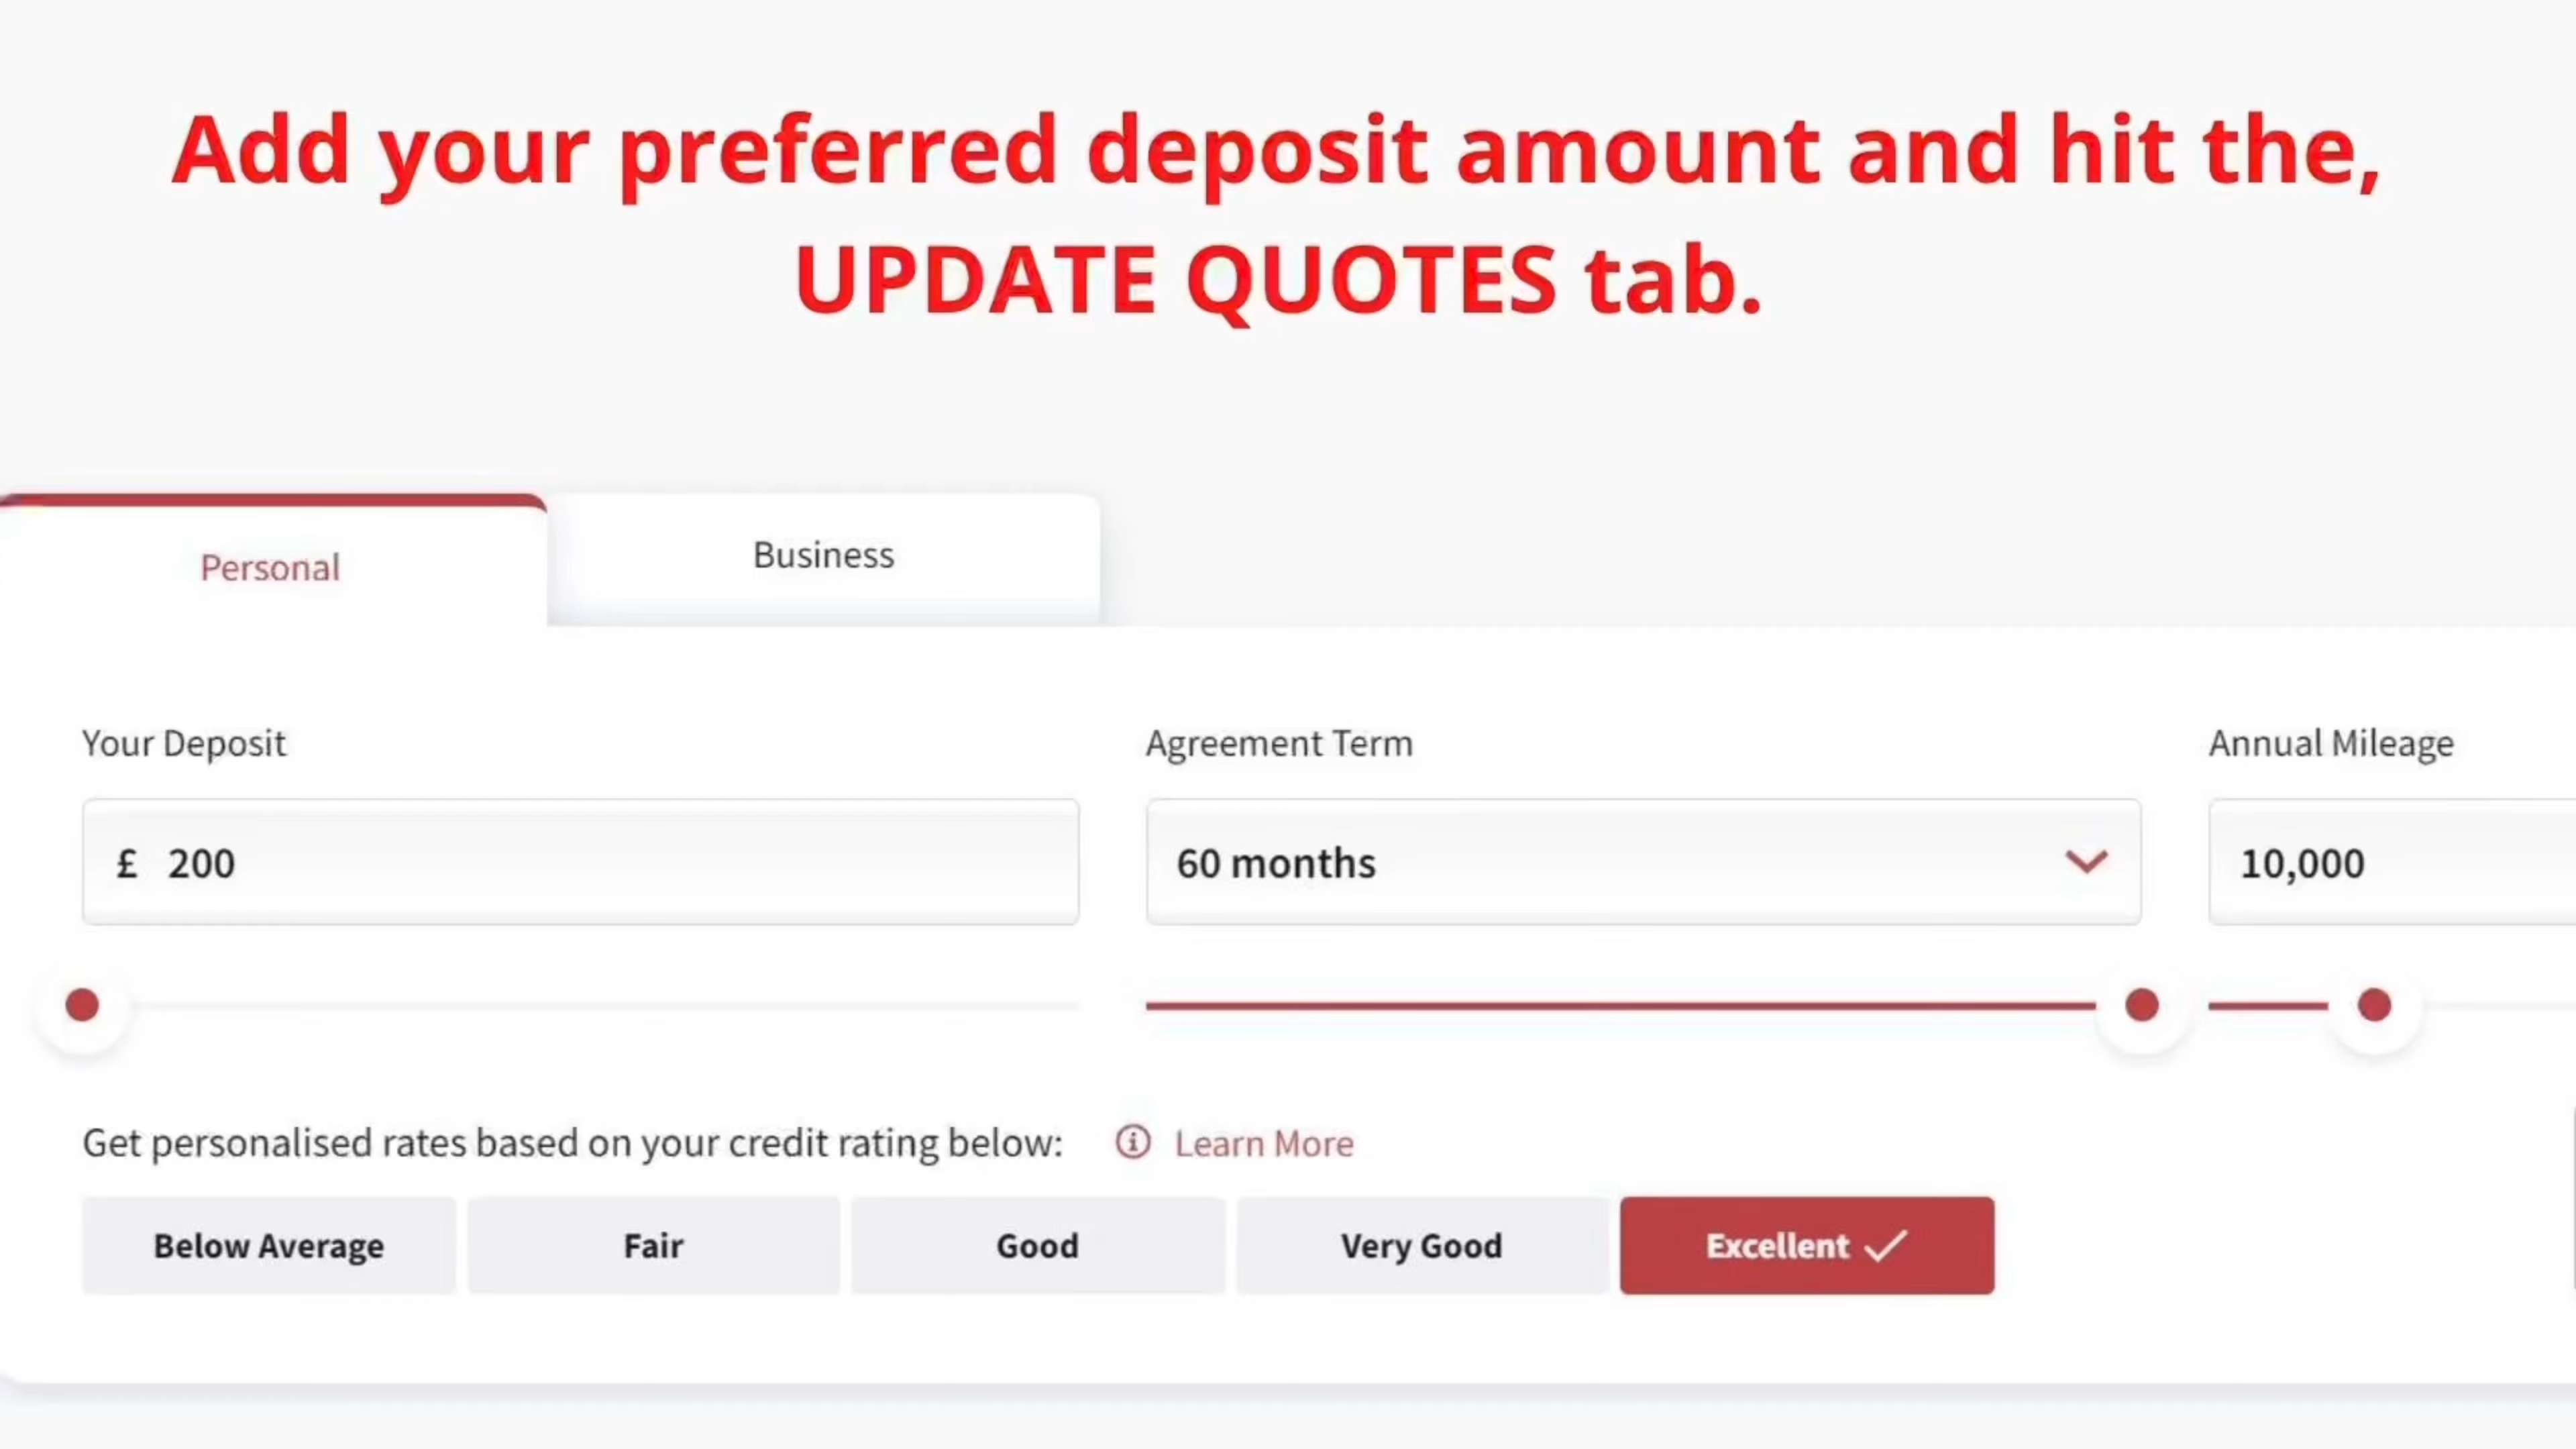 Add your preferred deposit amount and hit the,
UPDATE QUOTES tab.
Personal
Business
Your Deposit
Agreement Term
Annual Mileage
£ 200
60 months
10,000
Get personalised rates based on your credit rating below:
Learn More
Below Average
Fair
Good
Very Good
Excellent